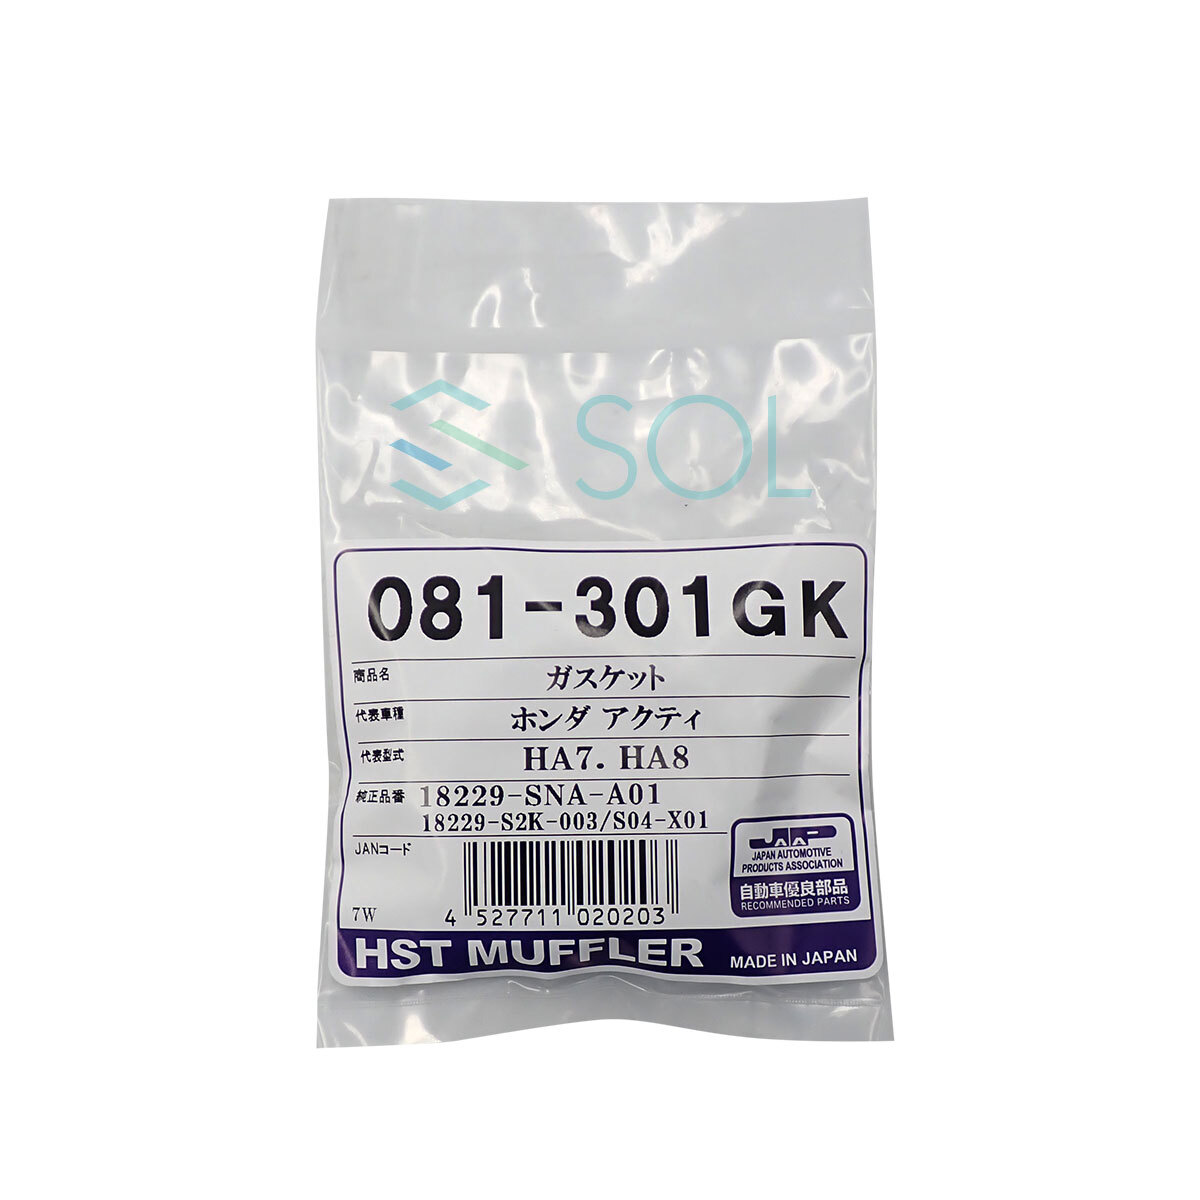 SOL
081-301GK
商品名 ガスケット
代表車種 ホンダ アクティ
代表型式 HA7. HA8
純正品番 18229-SNA-A01
18229-S2K-003/S04-X01
JANコード
7W
4 527711 020203
JAAP
JAPAN AUTOMOTIVE
PRODUCTS ASSOCIATION
自動車優良部品
RECOMMENDED PARTS
HST MUFFLER MADE IN JAPAN